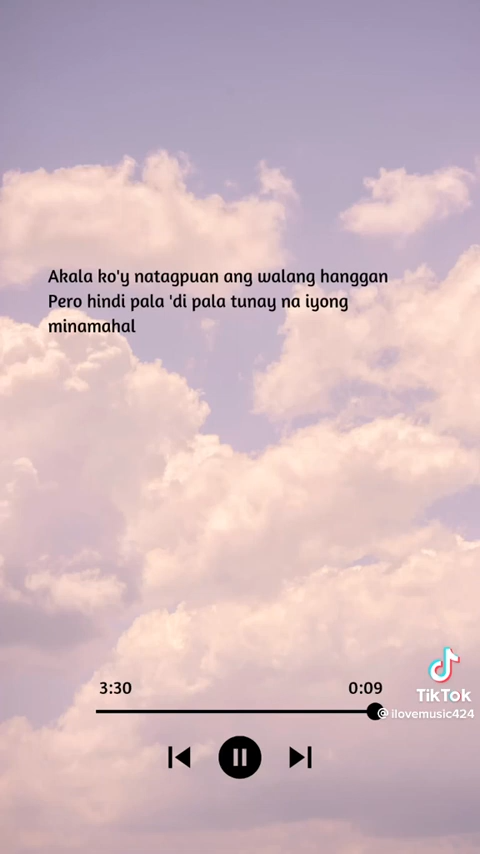 Akala ko'y natagpuan ang walang hanggan
Pero hindi pala 'di pala tunay na iyong
minamahal
3:30 0:09
TikTok
@ilovemusic424